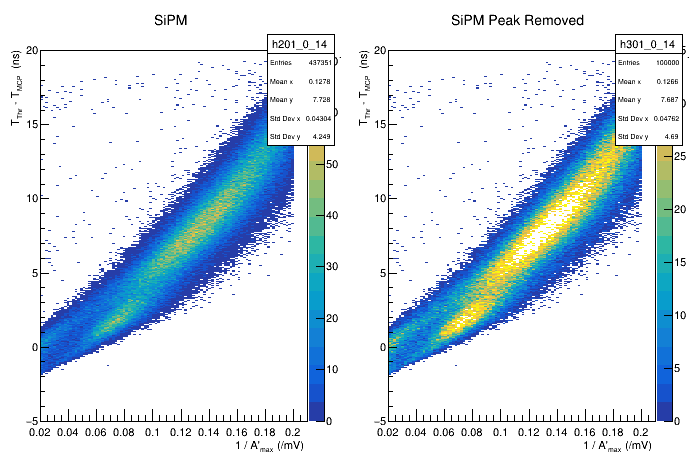 SiPM
h201_0_14
Entries 437351
Mean x 0.1278
Mean y 7.728
Std Dev x 0.04304
Std Dev y 4.249
T_Thr - T_MCP (ns)
20
15
10
5
0
−5
50
40
30
20
10
0
0.02 0.04 0.06 0.08 0.1 0.12 0.14 0.16 0.18 0.2
1 / A'_max (/mV)
SiPM Peak Removed
h301_0_14
Entries 100000
Mean x 0.1266
Mean y 7.687
Std Dev x 0.04762
Std Dev y 4.69
T_Thr - T_MCP (ns)
20
15
10
5
0
−5
25
20
15
10
5
0
0.02 0.04 0.06 0.08 0.1 0.12 0.14 0.16 0.18 0.2
1 / A'_max (/mV)